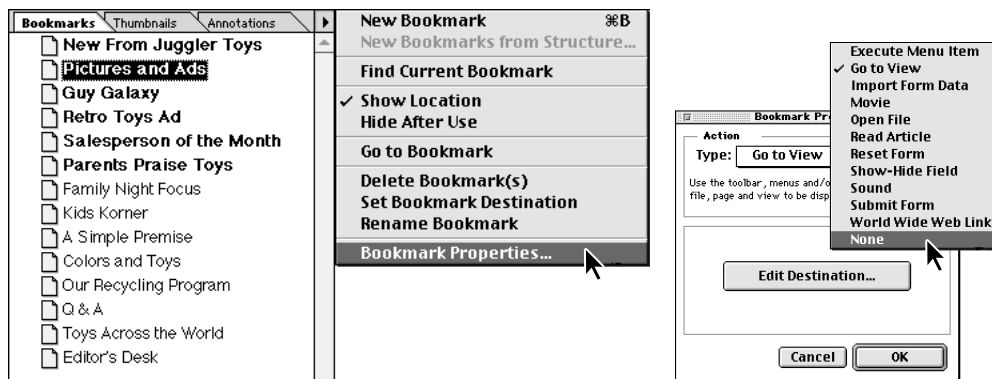 Bookmarks Thumbnails Annotations
New From Juggler Toys
Pictures and Ads
Guy Galaxy
Retro Toys Ad
Salesperson of the Month
Parents Praise Toys
Family Night Focus
Kids Korner
A Simple Premise
Colors and Toys
Our Recycling Program
Q & A
Toys Across the World
Editor's Desk
New Bookmark ⌘B
New Bookmarks from Structure...
Find Current Bookmark
✓ Show Location
Hide After Use
Go to Bookmark
Delete Bookmark(s)
Set Bookmark Destination
Rename Bookmark
Bookmark Properties...
Bookmark
Action
Type: Go to View
Use the toolbar, menus
file, page and view to be
Edit Destination...
Cancel OK
Execute Menu Item
✓ Go to View
Import Form Data
Movie
Open File
Read Article
Reset Form
Show-Hide Field
Sound
Submit Form
World Wide Web Link
None